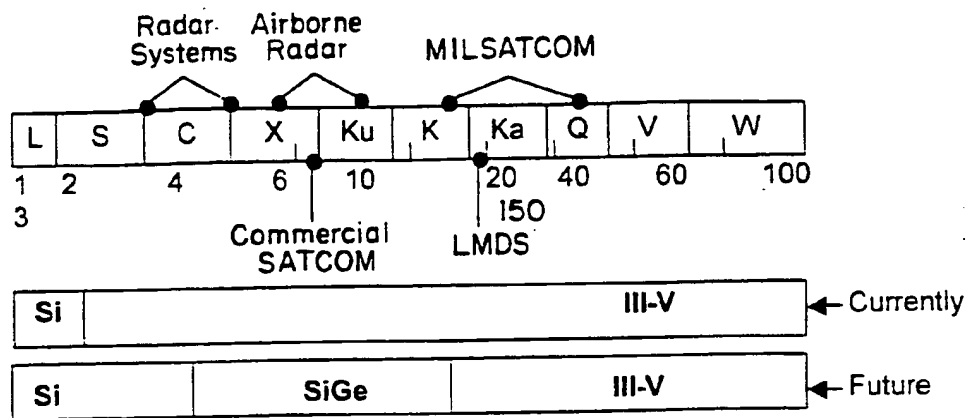 Radar Systems
Airborne Radar
MILSATCOM
L S C X Ku K Ka Q V W
1 2 4 6 10 20 40 60 100
3 150
Commercial SATCOM
LMDS
Si III-V Currently
Si SiGe III-V Future